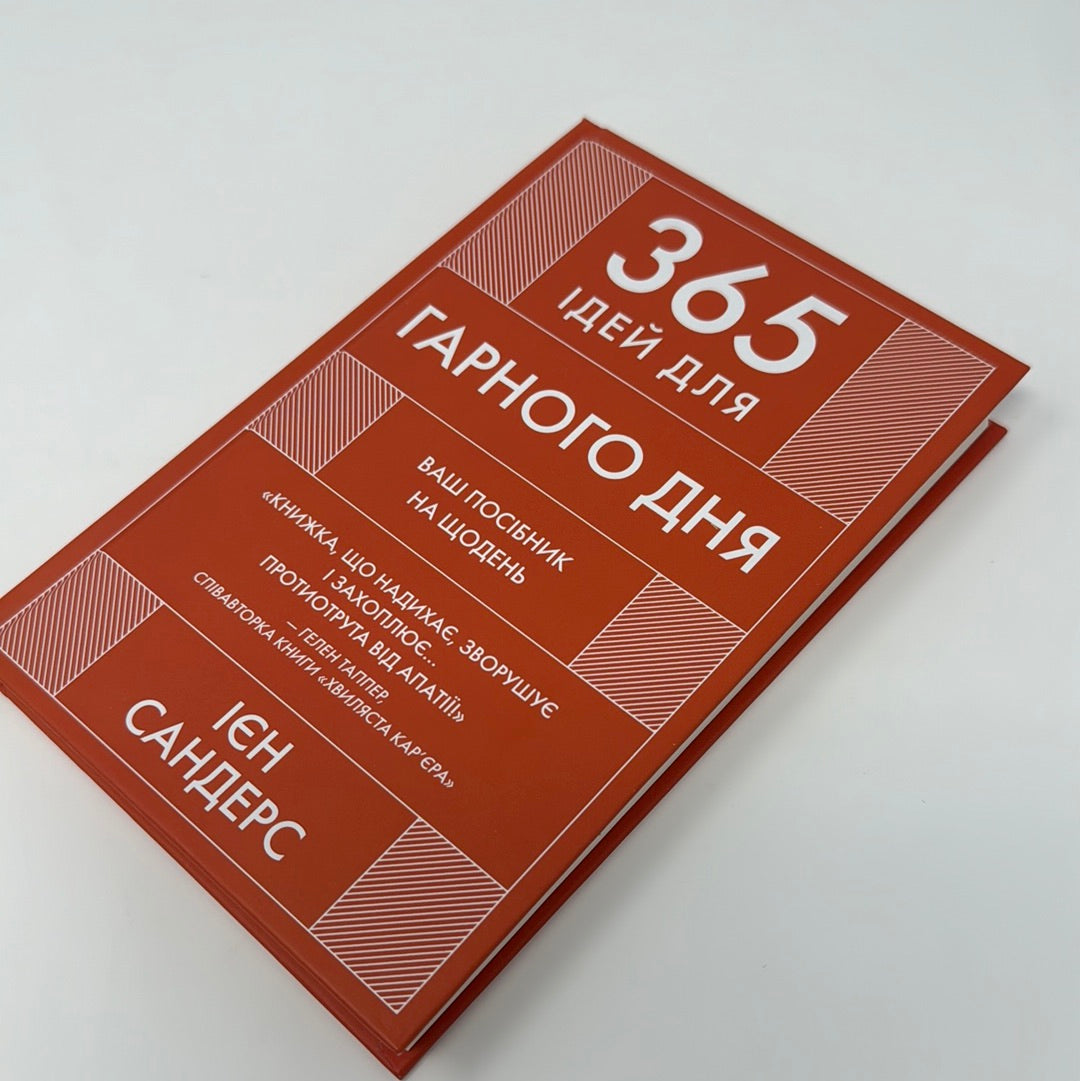 365
ІДЕЙ ДЛЯ
ГАРНОГО ДНЯ
ВАШ ПОСІБНИК
НА ЩОДЕНЬ
«КНИЖКА, ЩО НАДИХАЄ, ЗВОРУШУЄ
І ЗАХОПЛЮЄ...
ПРОТИОТРУТА ВІД АПАТІЇ»
— ГЕЛЕН ТАППЕР,
СПІВАВТОРКА КНИГИ «ХВИЛЯСТА КАР'ЄРА»
ІЄН
САНДЕРС